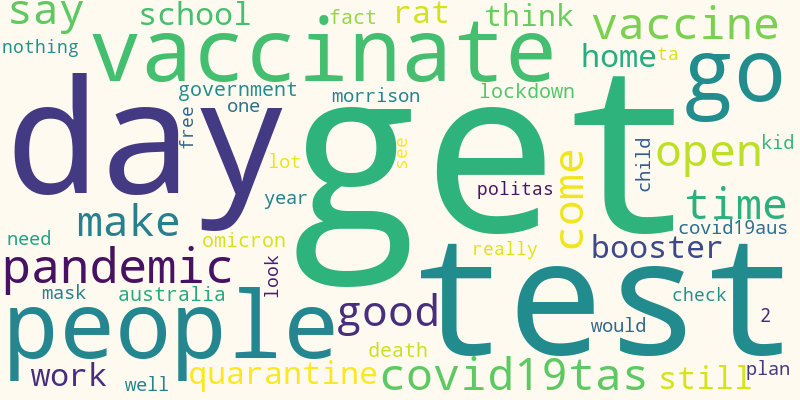 say
school
fact
rat
think
vaccine
nothing
vaccinate
home
ta
go
day
government
one
morrison
lockdown
free
get
see
lot
child
open
kid
year
politas
come
time
make
covid19aus
need
omicron
really
booster
pandemic
look
test
mask
australia
good
check
people
would
2
death
work
well
quarantine
covid19tas
still
plan